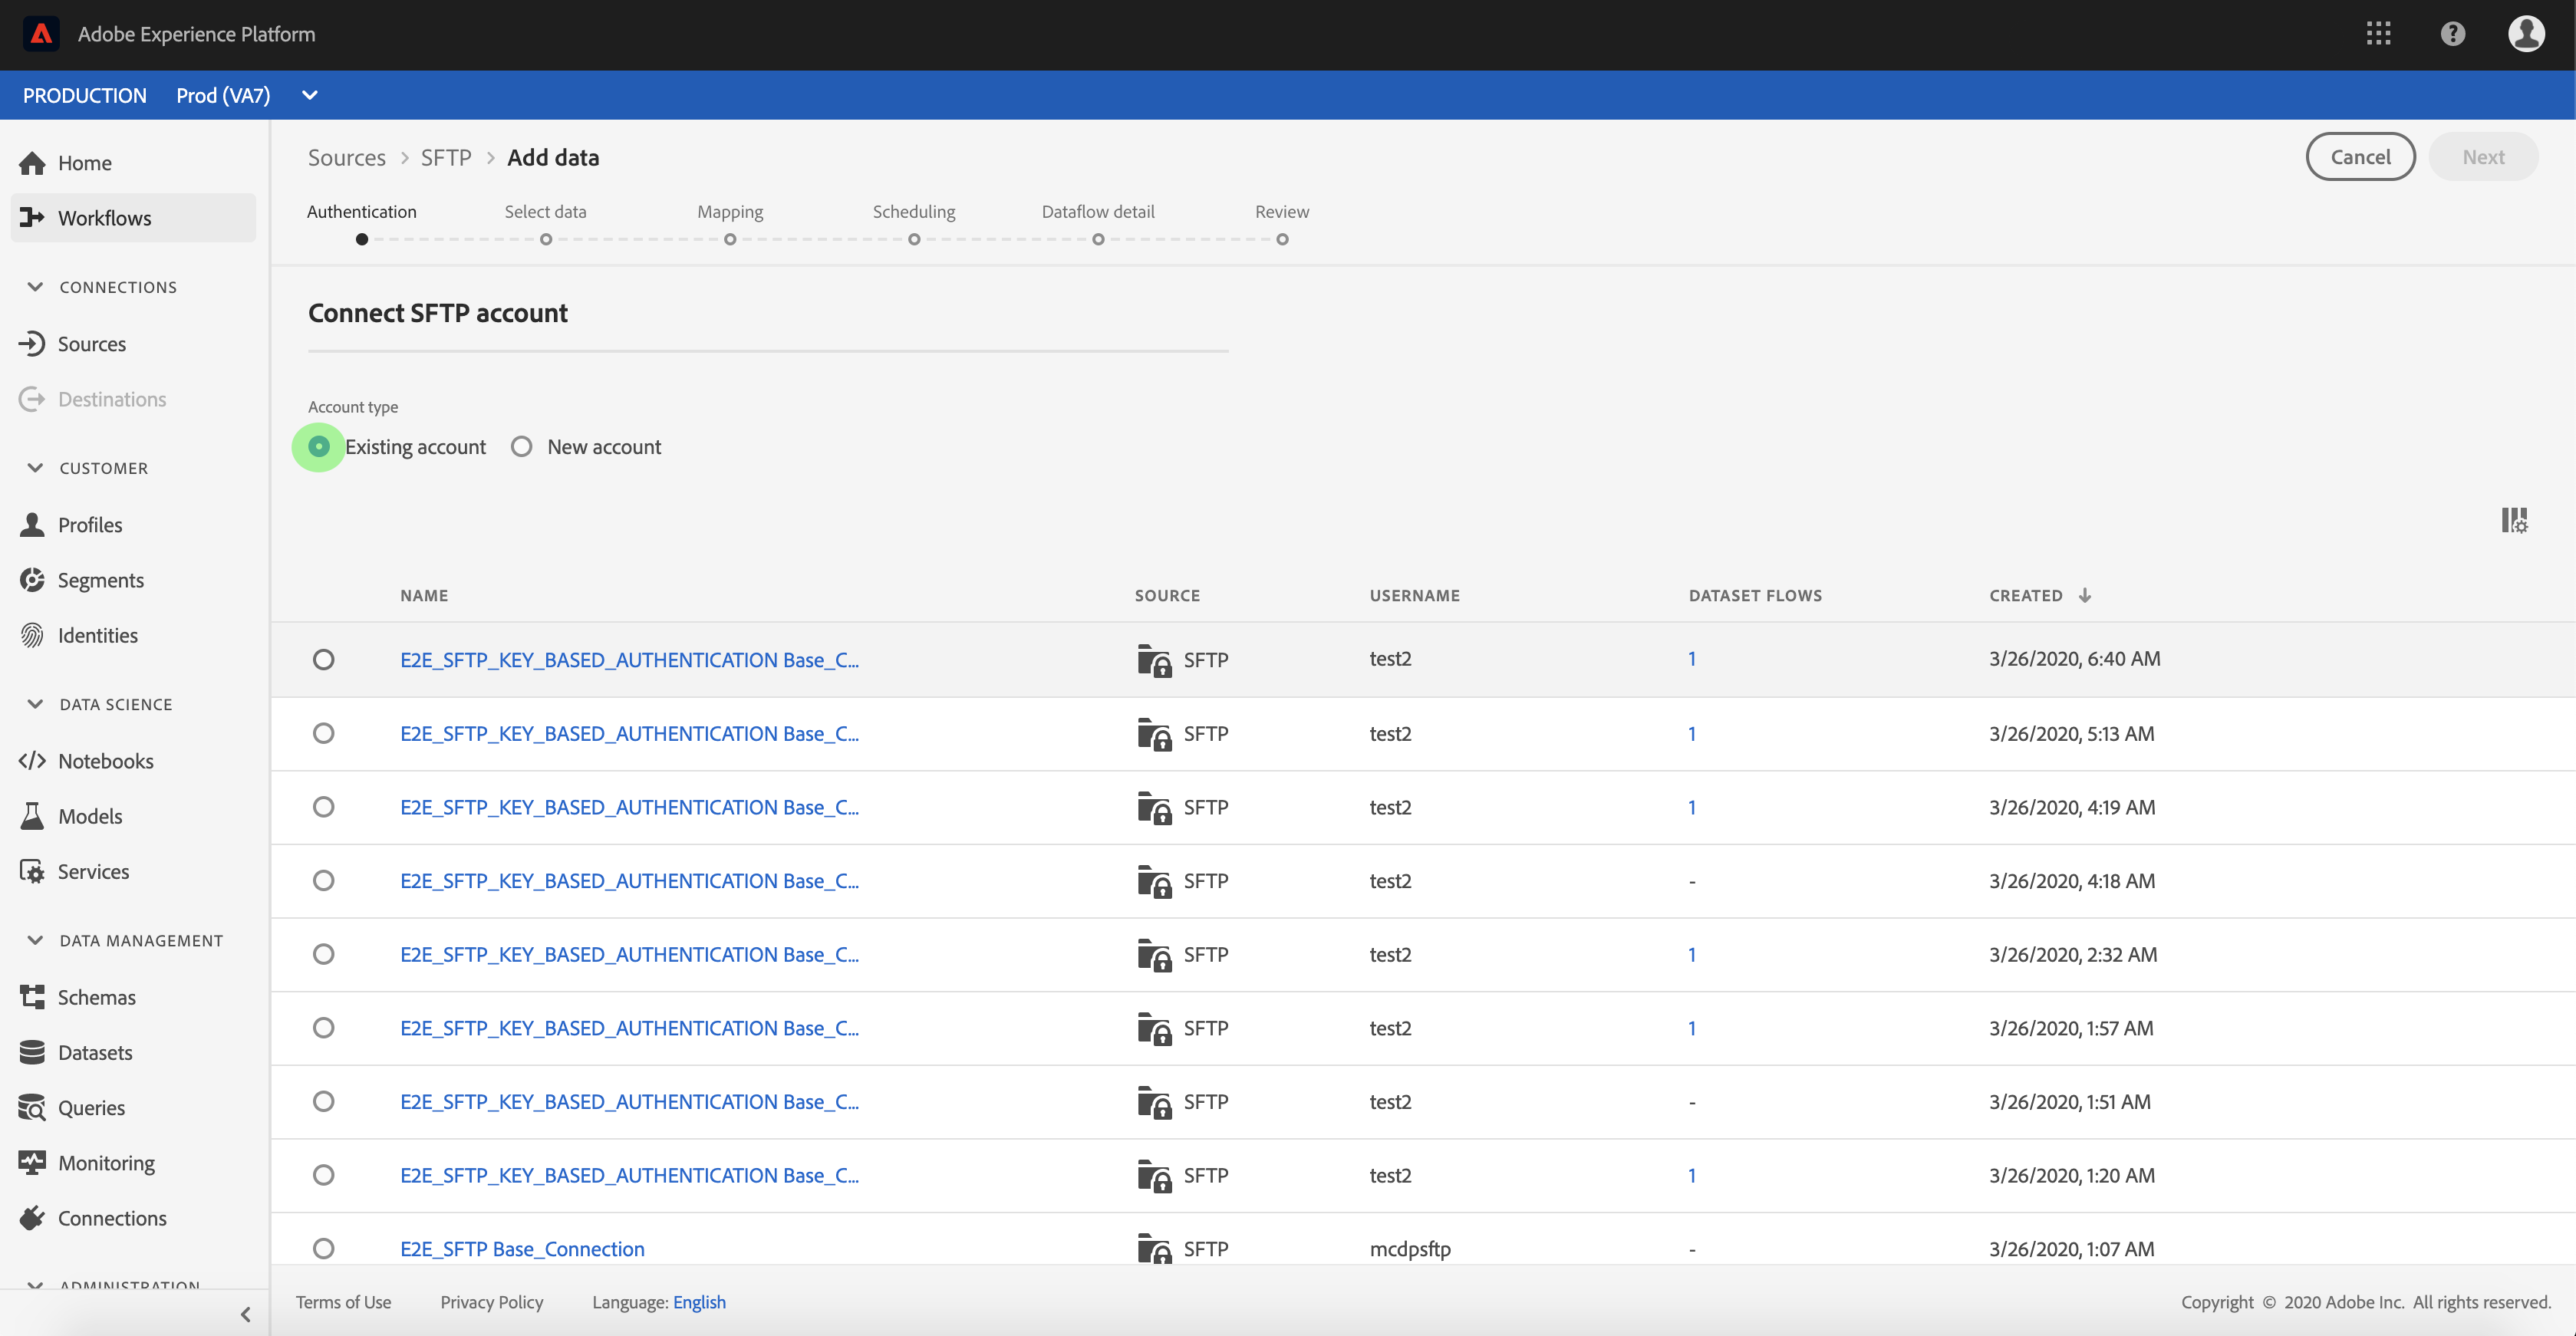 Adobe Experience Platform
PRODUCTION Prod (VA7)
Home
Workflows
CONNECTIONS
Sources
Destinations
CUSTOMER
Profiles
Segments
Identities
DATA SCIENCE
Notebooks
Models
Services
DATA MANAGEMENT
Schemas
Datasets
Queries
Monitoring
Connections
ADMINISTRATION
Sources > SFTP > Add data
Cancel Next
Authentication Select data Mapping Scheduling Dataflow detail Review
Connect SFTP account
Account type
Existing account New account
NAME SOURCE USERNAME DATASET FLOWS CREATED
E2E_SFTP_KEY_BASED_AUTHENTICATION Base_C... SFTP test2 1 3/26/2020, 6:40 AM
E2E_SFTP_KEY_BASED_AUTHENTICATION Base_C... SFTP test2 1 3/26/2020, 5:13 AM
E2E_SFTP_KEY_BASED_AUTHENTICATION Base_C... SFTP test2 1 3/26/2020, 4:19 AM
E2E_SFTP_KEY_BASED_AUTHENTICATION Base_C... SFTP test2 - 3/26/2020, 4:18 AM
E2E_SFTP_KEY_BASED_AUTHENTICATION Base_C... SFTP test2 1 3/26/2020, 2:32 AM
E2E_SFTP_KEY_BASED_AUTHENTICATION Base_C... SFTP test2 1 3/26/2020, 1:57 AM
E2E_SFTP_KEY_BASED_AUTHENTICATION Base_C... SFTP test2 - 3/26/2020, 1:51 AM
E2E_SFTP_KEY_BASED_AUTHENTICATION Base_C... SFTP test2 1 3/26/2020, 1:20 AM
E2E_SFTP Base_Connection SFTP mcdpsftp - 3/26/2020, 1:07 AM
Terms of Use Privacy Policy Language: English Copyright © 2020 Adobe Inc. All rights reserved.